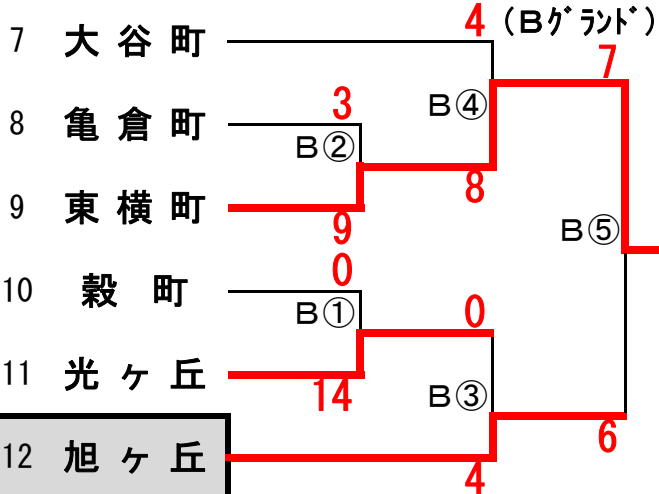 4 (Bｸﾞﾗﾝﾄﾞ)
7 大谷町
7
3 B④
8 亀倉町
B②
8
9 東横町
9 B⑤
0
10 穀町
B① 0
11 光ヶ丘
14 B③
6
12 旭ヶ丘
4